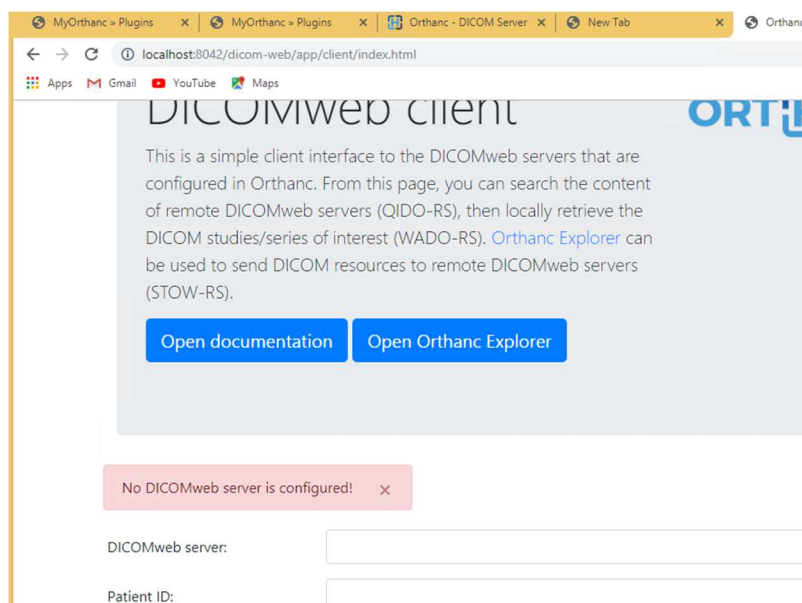 MyOrthanc » Plugins
MyOrthanc » Plugins
Orthanc - DICOM Server
New Tab
Orthanc
localhost:8042/dicom-web/app/client/index.html
Apps
Gmail
YouTube
Maps
DICOMweb client
This is a simple client interface to the DICOMweb servers that are
configured in Orthanc. From this page, you can search the content
of remote DICOMweb servers (QIDO-RS), then locally retrieve the
DICOM studies/series of interest (WADO-RS). Orthanc Explorer can
be used to send DICOM resources to remote DICOMweb servers
(STOW-RS).
Open documentation
Open Orthanc Explorer
No DICOMweb server is configured!
DICOMweb server:
Patient ID: